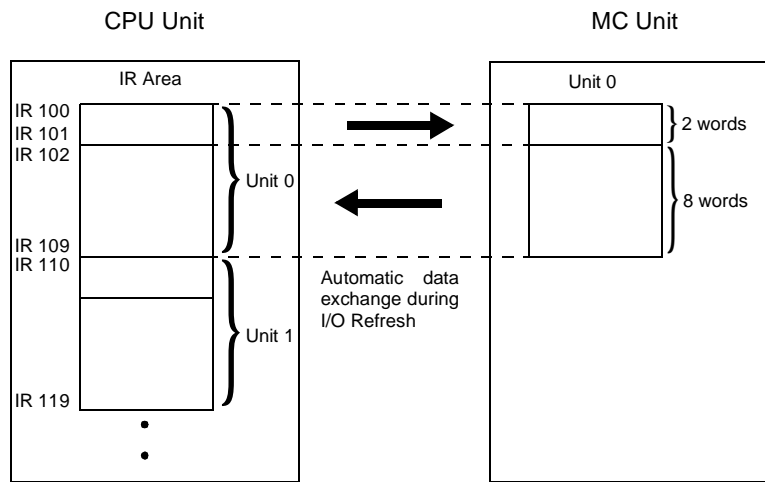 CPU Unit
MC Unit
IR Area
Unit 0
IR 100
IR 101
IR 102
2 words
Unit 0
8 words
IR 109
IR 110
Automatic data
exchange during
I/O Refresh
Unit 1
IR 119